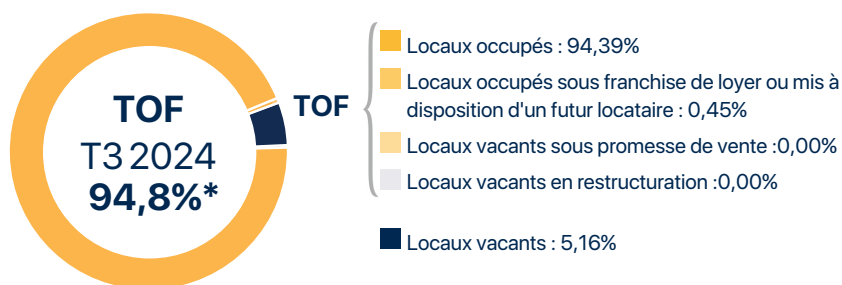 TOF
T3 2024
94,8%*
TOF
Locaux occupés : 94,39%
Locaux occupés sous franchise de loyer ou mis à
disposition d'un futur locataire : 0,45%
Locaux vacants sous promesse de vente :0,00%
Locaux vacants en restructuration :0,00%
Locaux vacants : 5,16%